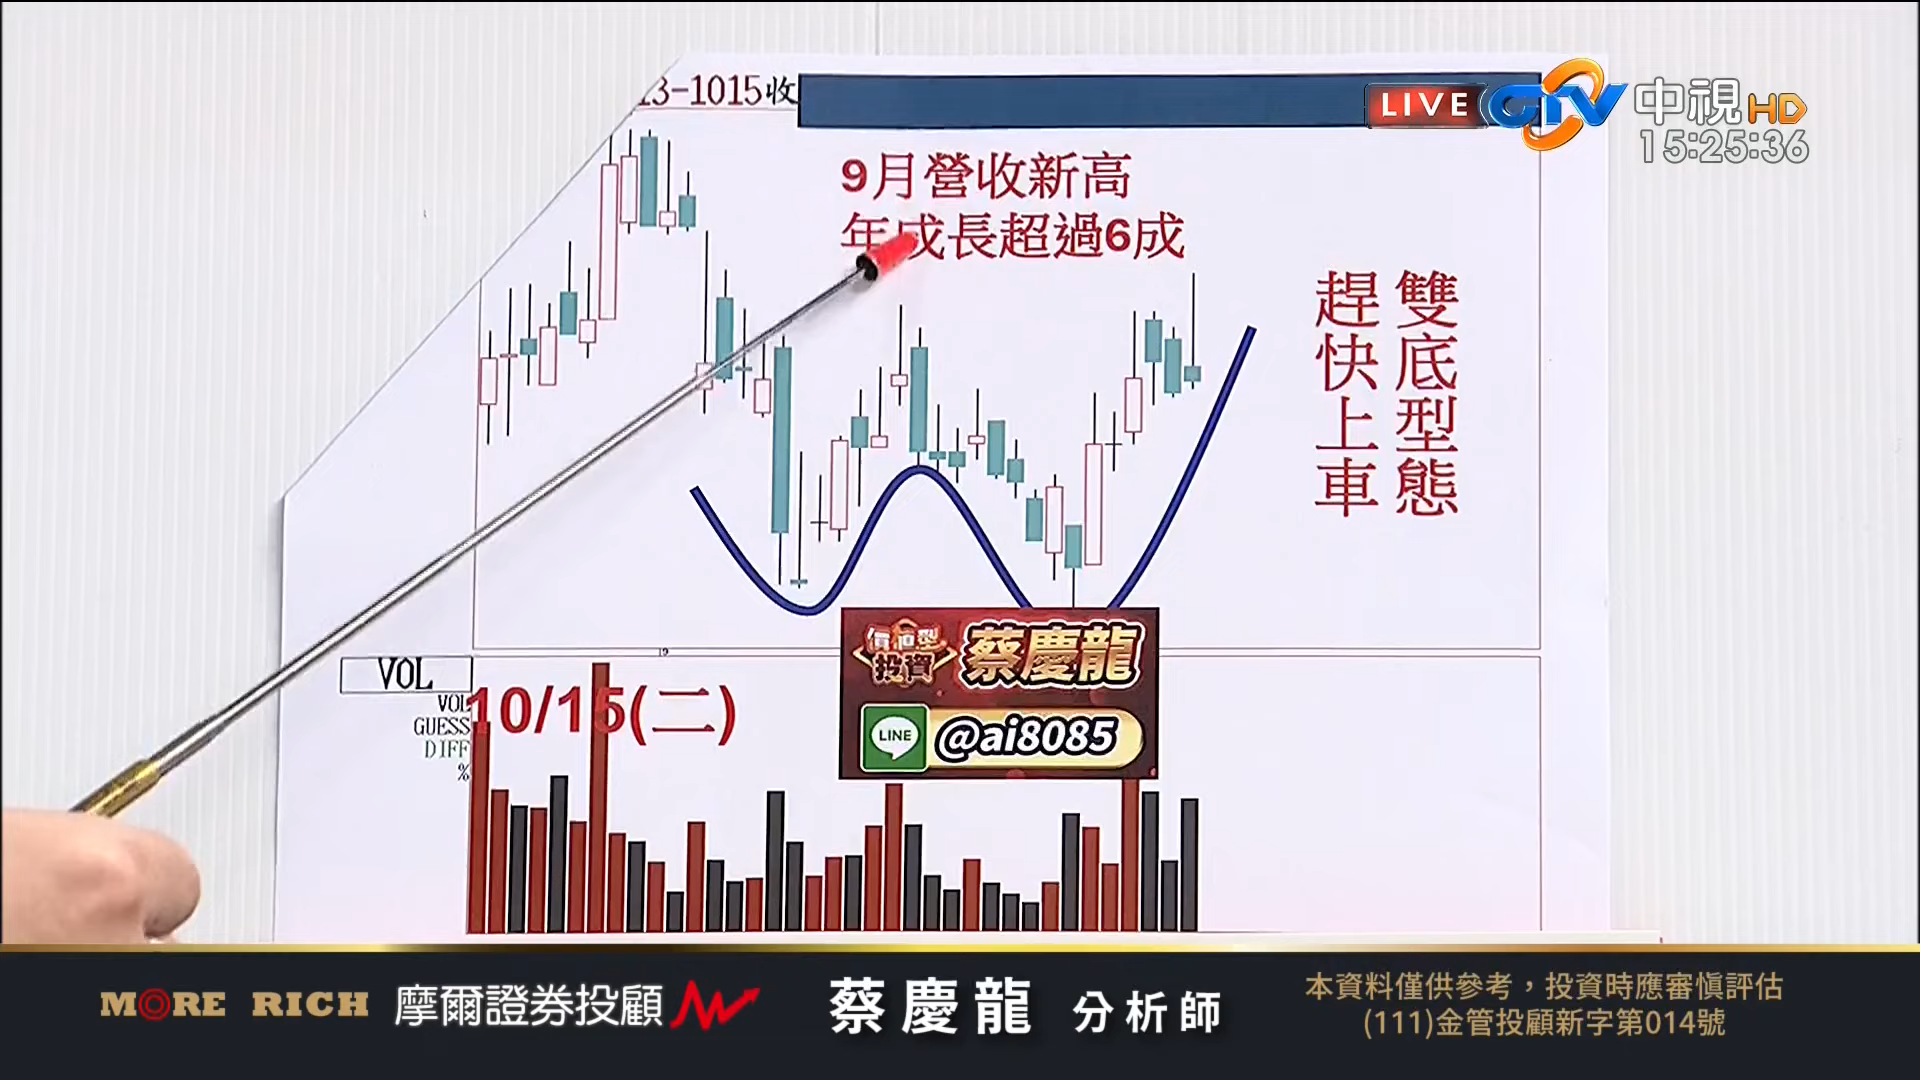 13-1015收
LIVE CTV 中視HD
15:25:36
9月營收新高
年成長超過6成
雙底型態
趕快上車
VOL
VOL
GUESS
DIFF
%
10/15(二)
價值型
投資
蔡慶龍
LINE @ai8085
MORE RICH 摩爾證券投顧
蔡慶龍 分析師
本資料僅供參考，投資時應審慎評估
(111)金管投顧新字第014號